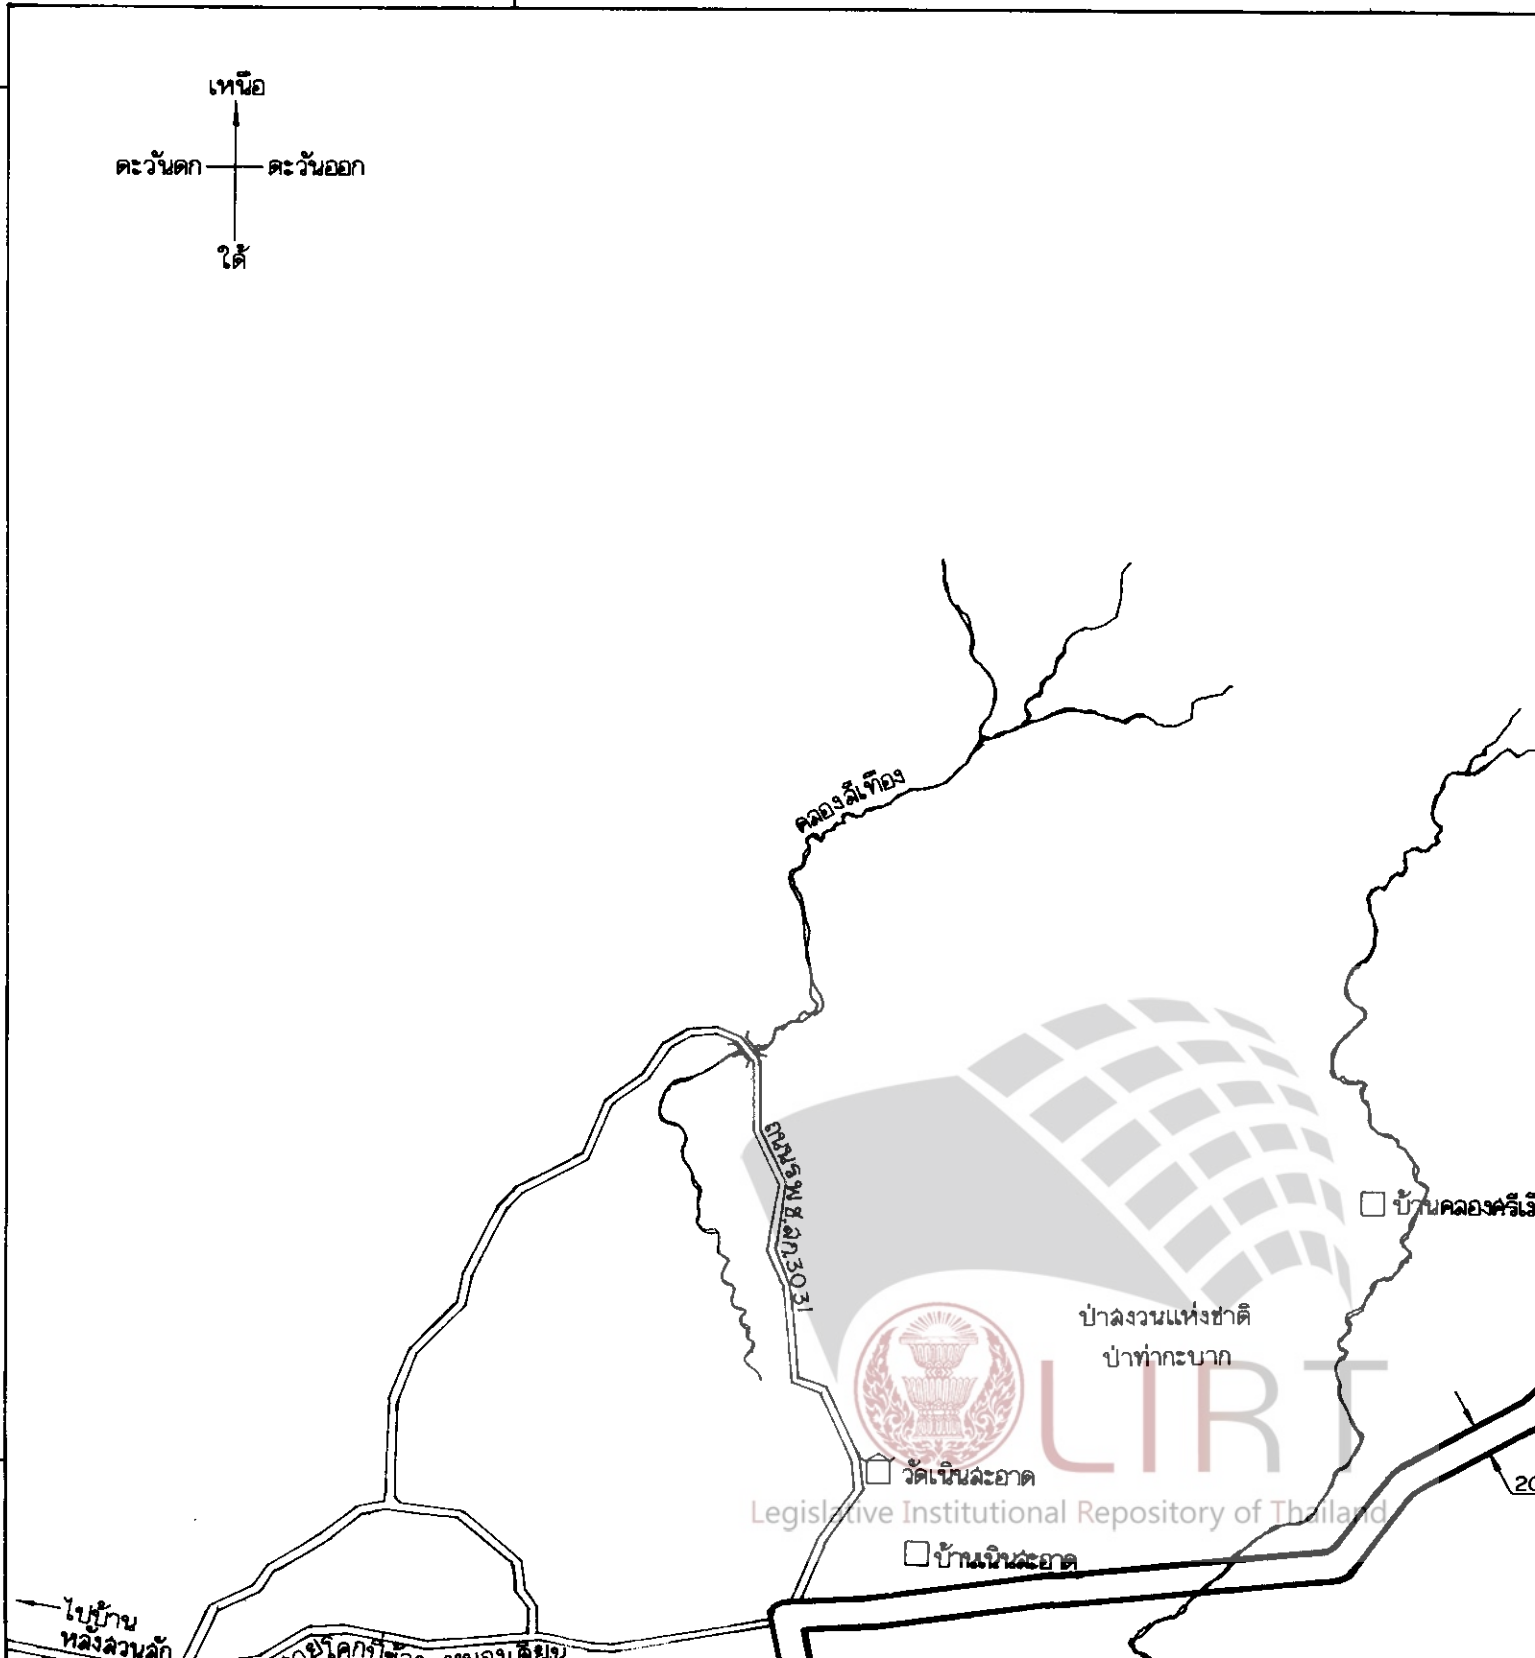 เหนือ
ตะวันตก
ตะวันออก
ใต้
คลองสีเทือง
ถนนรพช.สก.3031
บ้านคลองศรีเ
ป่าสงวนแห่งชาติ
ป่าท่ากะบาก
LIRT
วัดเนินสะอาด
20
Legislative Institutional Repository of Thailand
บ้านเนินสะอาด
ไปบ้าน
หลังสวนสัก